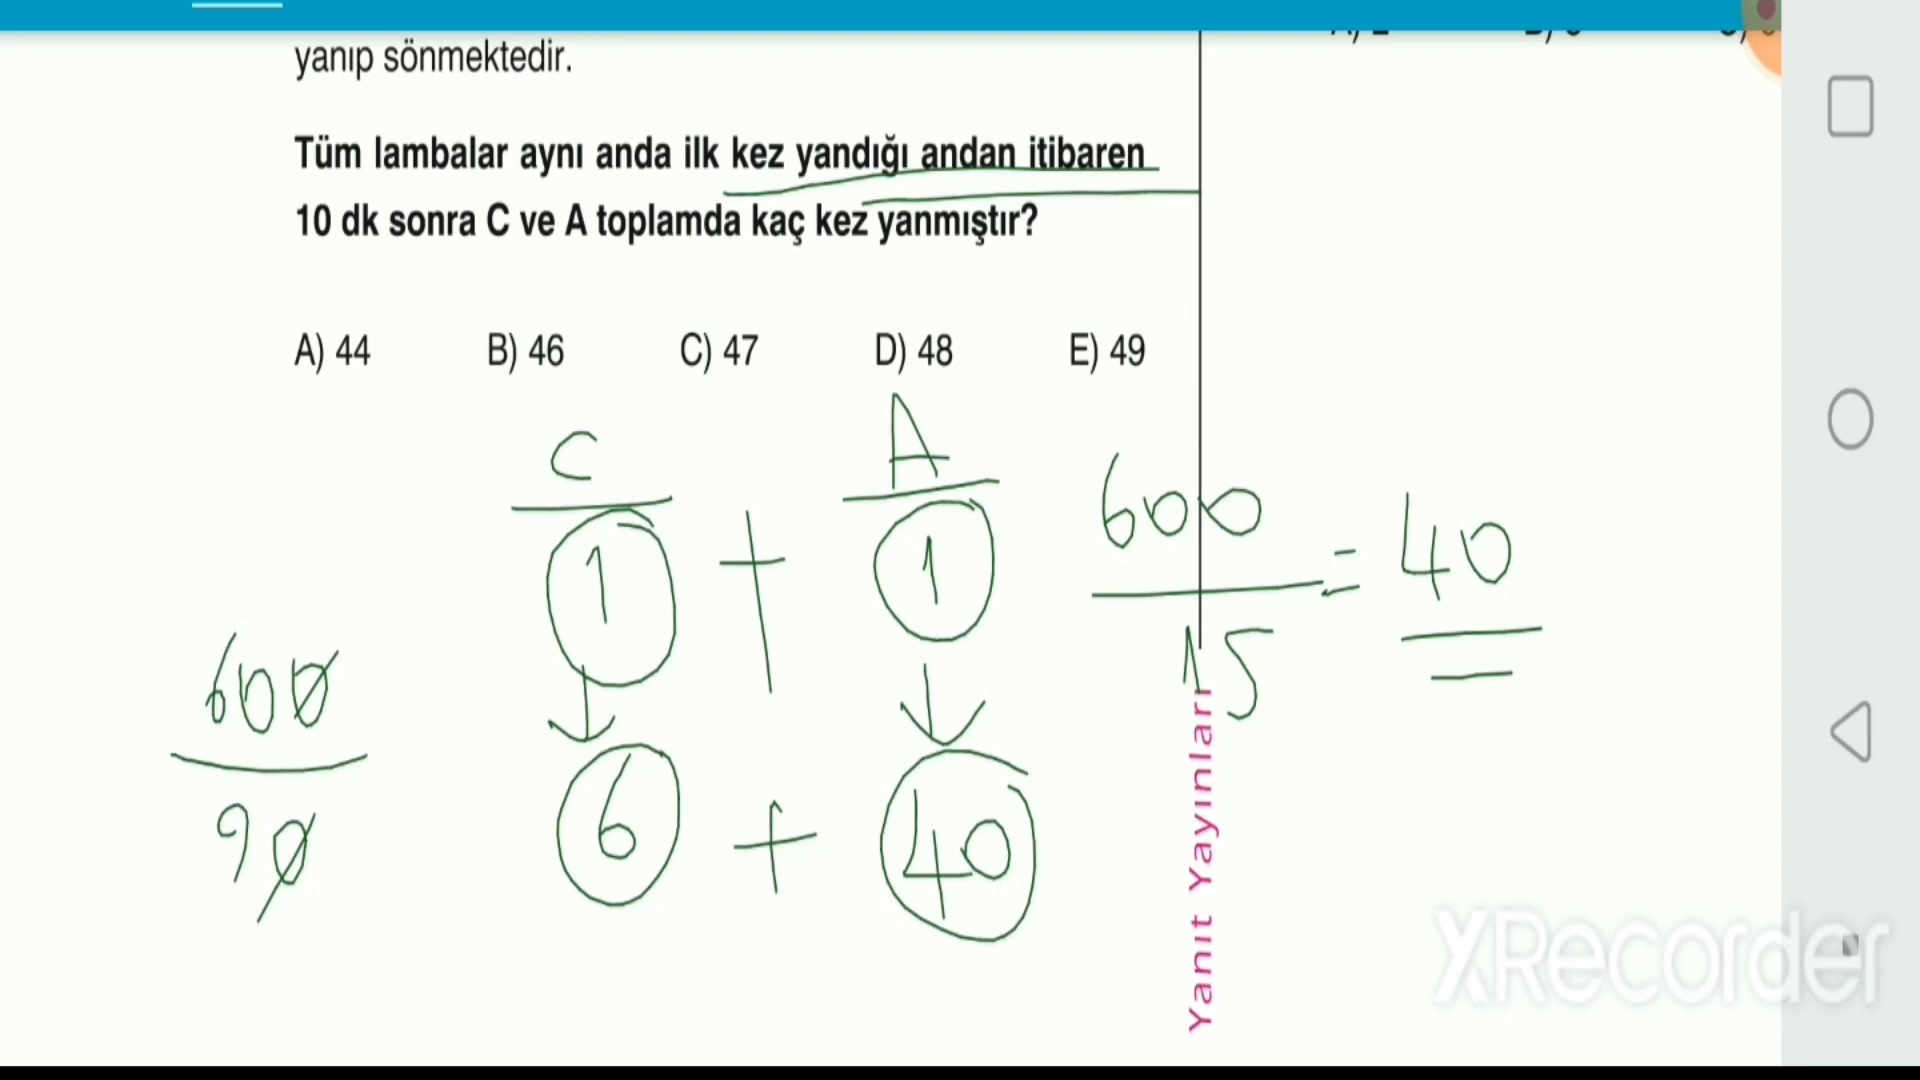 yanıp sönmektedir.
Tüm lambalar aynı anda ilk kez yandığı andan itibaren
10 dk sonra C ve A toplamda kaç kez yanmıştır?
A) 44 B) 46 C) 47 D) 48 E) 49
C A
1 + 1
600
15
= 40
600
90
6 + 40
Yanıt Yayınları
XRecorder